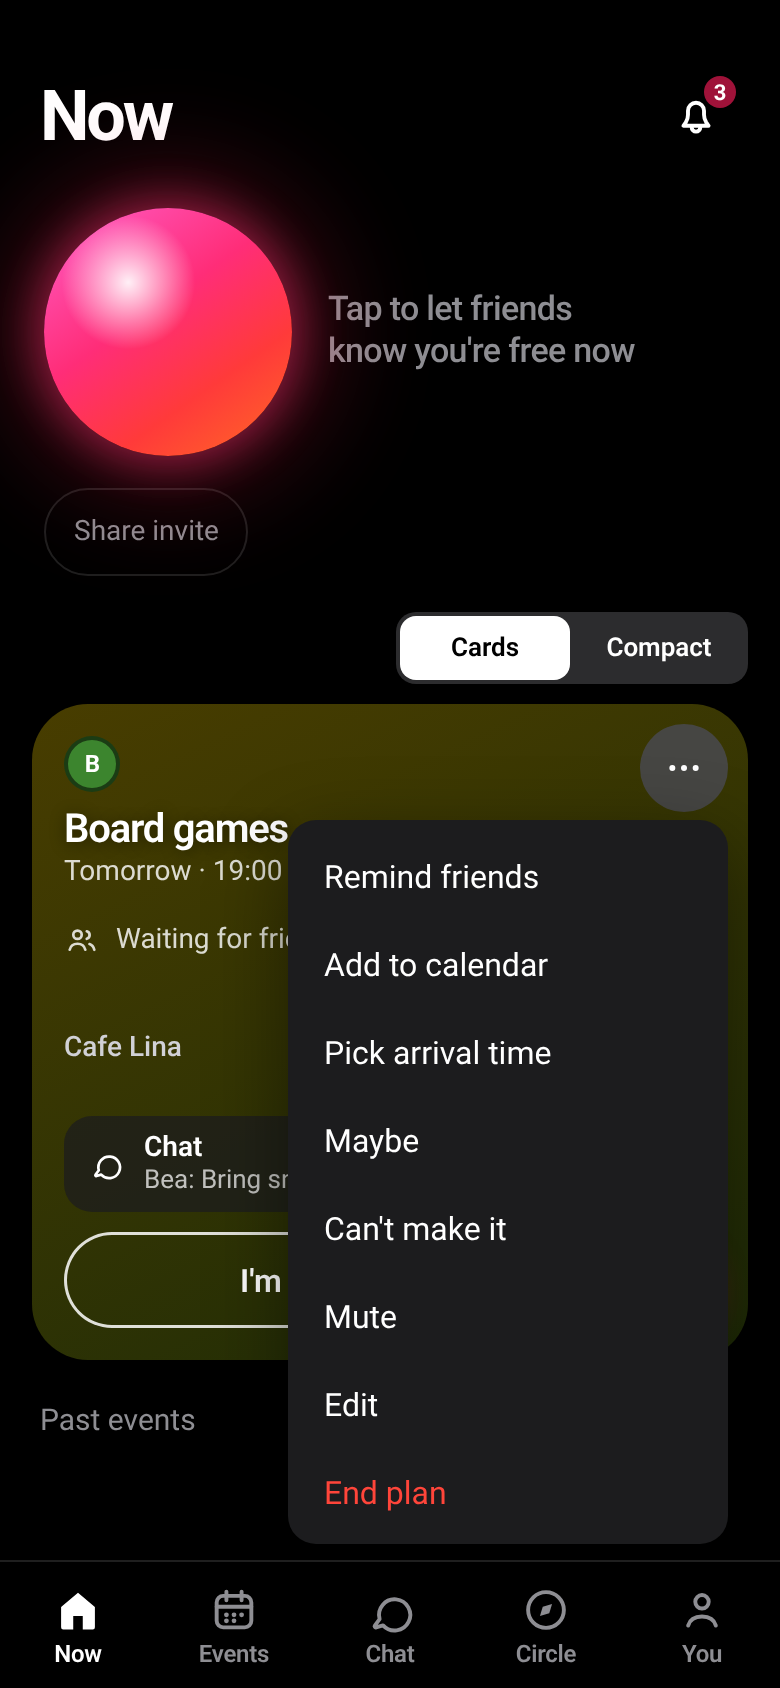 Now
3
Tap to let friends
know you're free now
Share invite
Cards
Compact
B
Board games
Tomorrow · 19:00
Waiting for
Cafe Lina
Chat
Bea: Bring
I'm
Remind friends
Add to calendar
Pick arrival time
Maybe
Can't make it
Mute
Edit
End plan
Past events
Now
Events
Chat
Circle
You